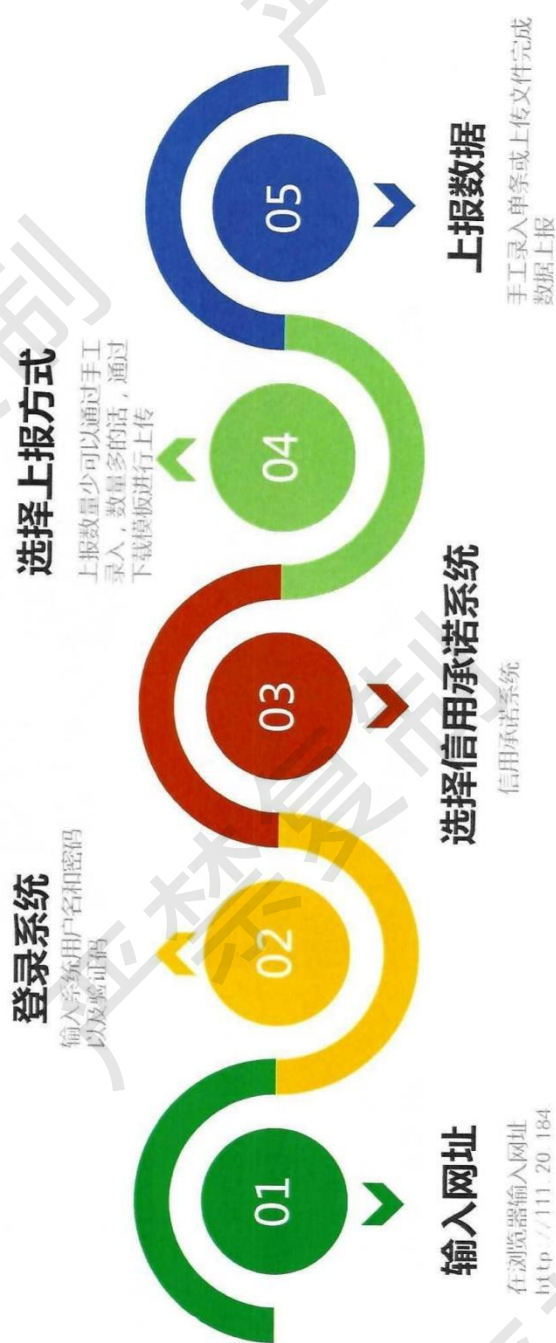 01
输入网址
在浏览器输入网址
http://111.20.184
02
登录系统
输入系统用户名和密码
以及验证码
03
选择信用承诺系统
信用承诺系统
04
选择上报方式
上报数量少可以通过手工
录入，数量多的话，通过
下载模板进行上传
05
上报数据
手工录入单条或上传文件完成
数据上报
严禁复制